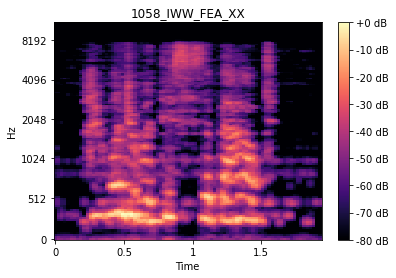 1058_IWW_FEA_XX
8192
4096
2048
1024
512
0
Hz
0
0.5
1
1.5
Time
+0 dB
-10 dB
-20 dB
-30 dB
-40 dB
-50 dB
-60 dB
-70 dB
-80 dB